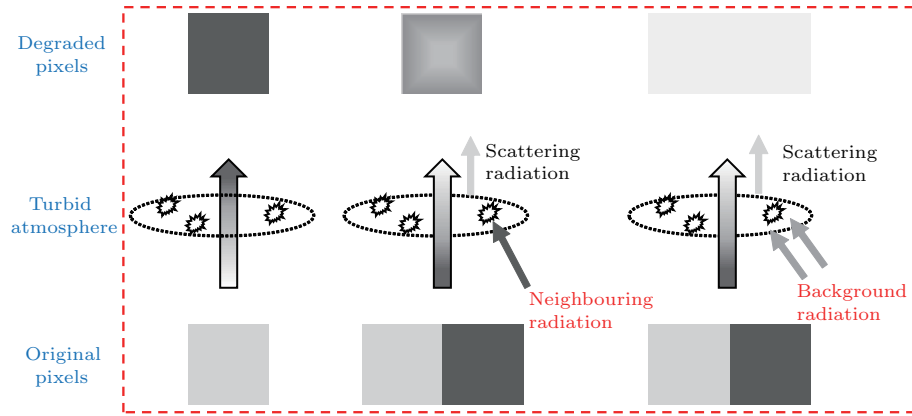 Degraded
pixels
Scattering
radiation
Scattering
radiation
Turbid
atmosphere
Neighbouring
radiation
Background
radiation
Original
pixels